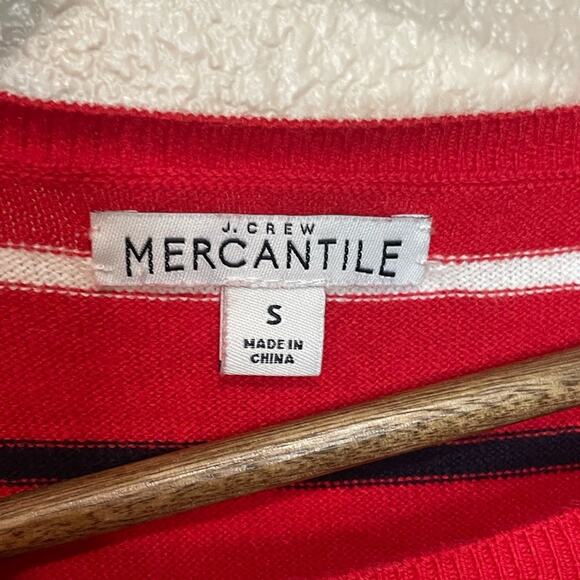 J. CREW
MERCANTILE
S
MADE IN
CHINA